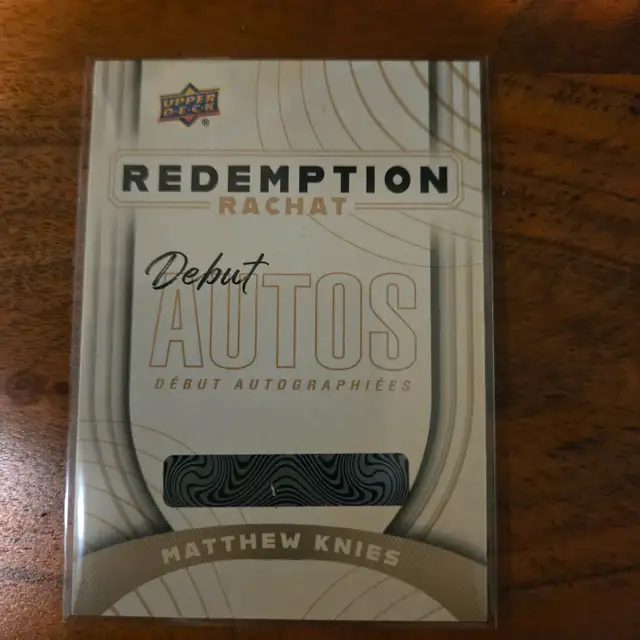 UPPER DECK
®
REDEMPTION
RACHAT
Debut
AUTOS
DÉBUT AUTOGRAPHIÉES
MATTHEW KNIES